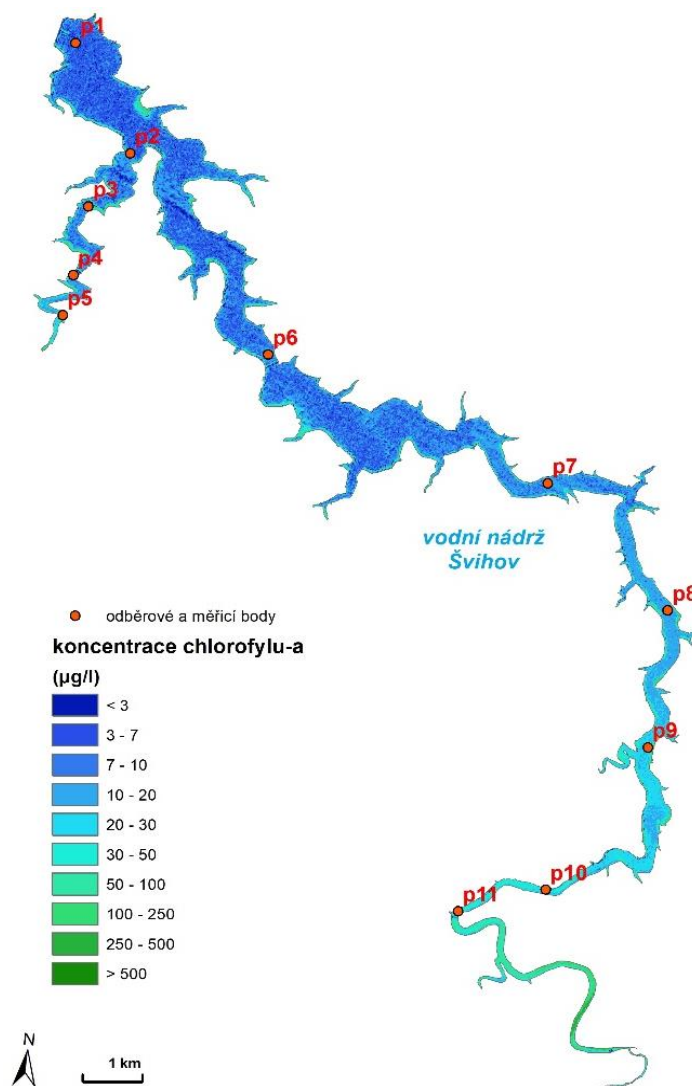 p1
p2
p3
p4
p5
p6
p7
vodní nádrž
Švihov
p8
odběrové a měřicí body
koncentrace chlorofylu-a
(µg/l)
< 3
3 - 7
7 - 10
10 - 20
20 - 30
30 - 50
50 - 100
100 - 250
250 - 500
> 500
p9
p10
p11
N
1 km